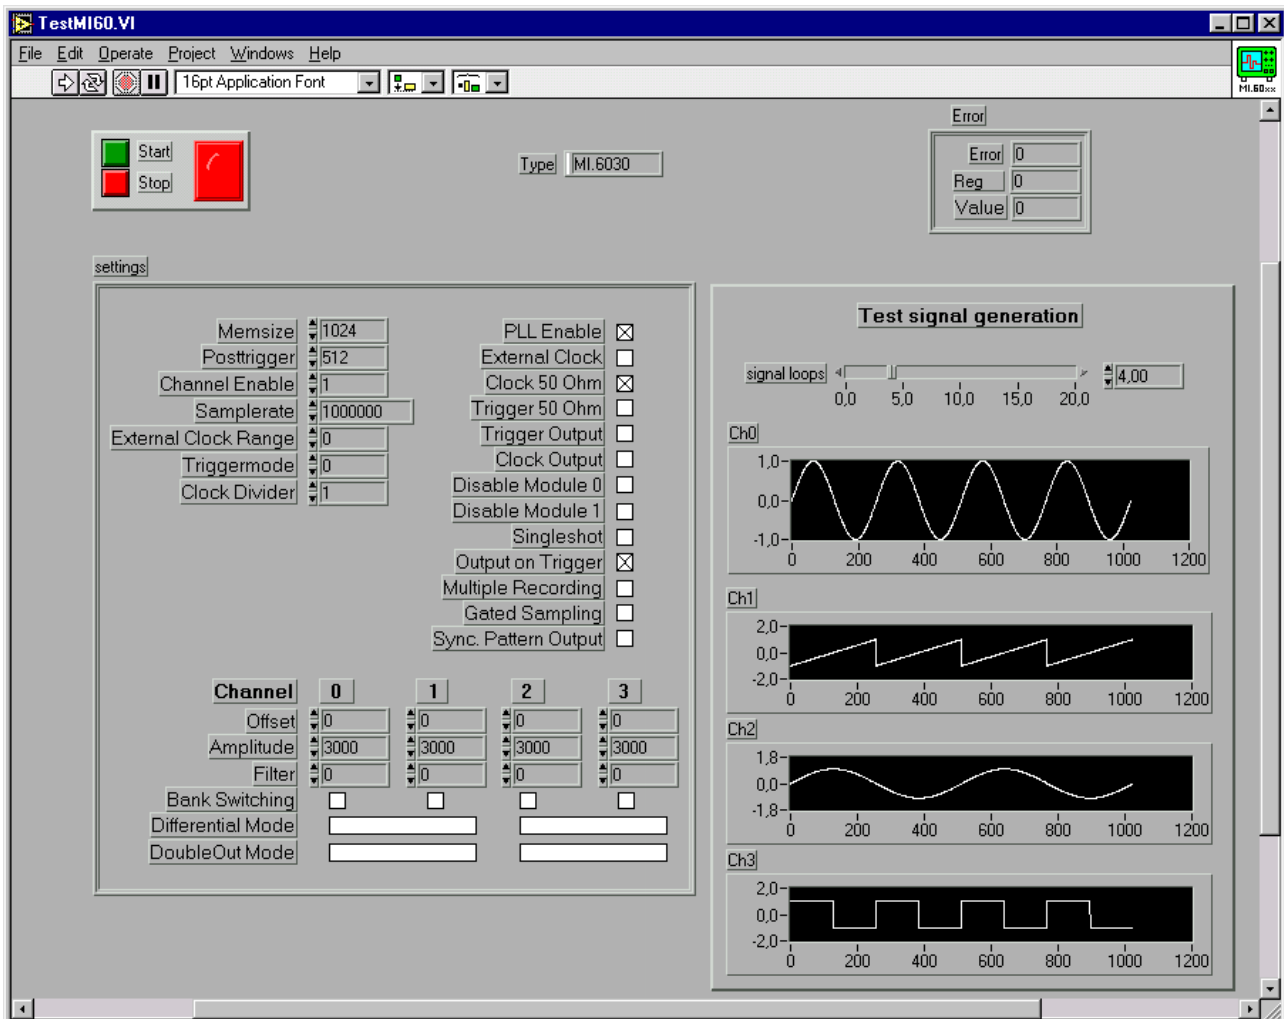 TestMI60.VI
File Edit Operate Project Windows Help
16pt Application Font
MI.60xx
Start
Stop
Type MI.6030
Error
Error 0
Reg 0
Value 0
settings
Memsize 1024
Posttrigger 512
Channel Enable 1
Samplerate 1000000
External Clock Range 0
Triggermode 0
Clock Divider 1
PLL Enable
External Clock
Clock 50 Ohm
Trigger 50 Ohm
Trigger Output
Clock Output
Disable Module 0
Disable Module 1
Singleshot
Output on Trigger
Multiple Recording
Gated Sampling
Sync. Pattern Output
Channel 0 1 2 3
Offset 0 0 0 0
Amplitude 3000 3000 3000 3000
Filter 0 0 0 0
Bank Switching
Differential Mode
DoubleOut Mode
Test signal generation
signal loops 4,00
0,0 5,0 10,0 15,0 20,0
Ch0
1,0
0,0
-1,0
0 200 400 600 800 1000 1200
Ch1
2,0
0,0
-2,0
0 200 400 600 800 1000 1200
Ch2
1,8
0,0
-1,8
0 200 400 600 800 1000 1200
Ch3
2,0
0,0
-2,0
0 200 400 600 800 1000 1200